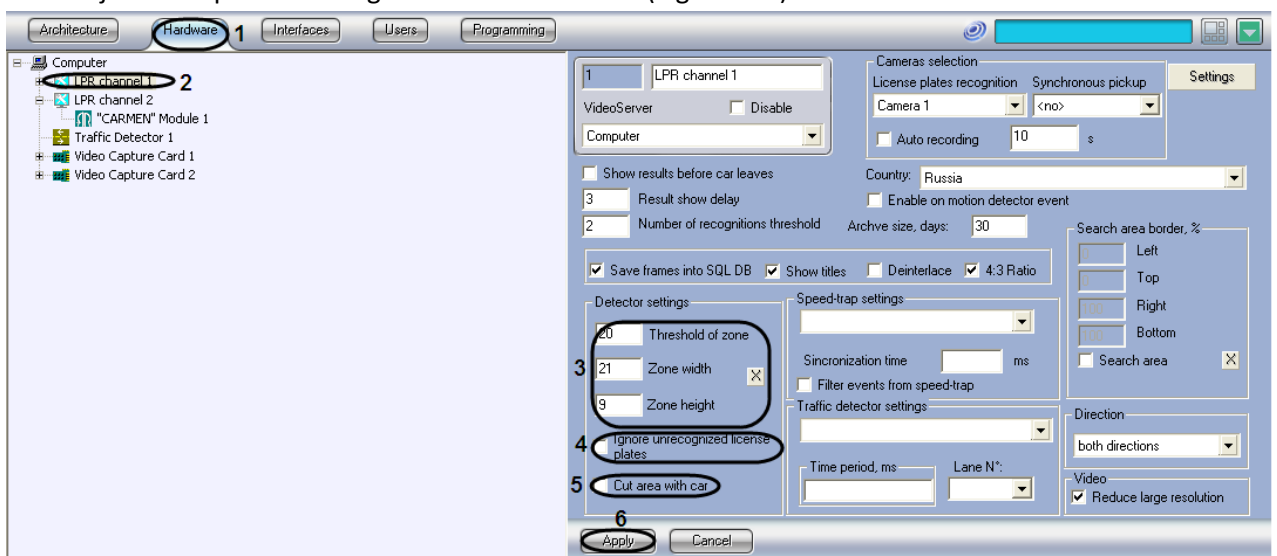 Architecture Hardware 1 Interfaces Users Programming
Computer
LPR channel 1 2
LPR channel 2
"CARMEN" Module 1
Traffic Detector 1
Video Capture Card 1
Video Capture Card 2
1 LPR channel 1
VideoServer Disable
Computer
Cameras selection
License plates recognition Synchronous pickup
Camera 1 <no>
Auto recording 10 s
Settings
Show results before car leaves
3 Result show delay
2 Number of recognitions threshold
Country: Russia
Enable on motion detector event
Archve size, days: 30
Save frames into SQL DB Show titles Deinterlace 4:3 Ratio
Search area border, %
Left
Top
100 Right
100 Bottom
Search area X
Detector settings
20 Threshold of zone
3 21 Zone width X
9 Zone height
4 Ignore unrecognized license
plates
5 Cut area with car
Speed-trap settings
Sincronization time ms
Filter events from speed-trap
Traffic detector settings
Time period, ms Lane N°:
Direction
both directions
Video
Reduce large resolution
6
Apply Cancel